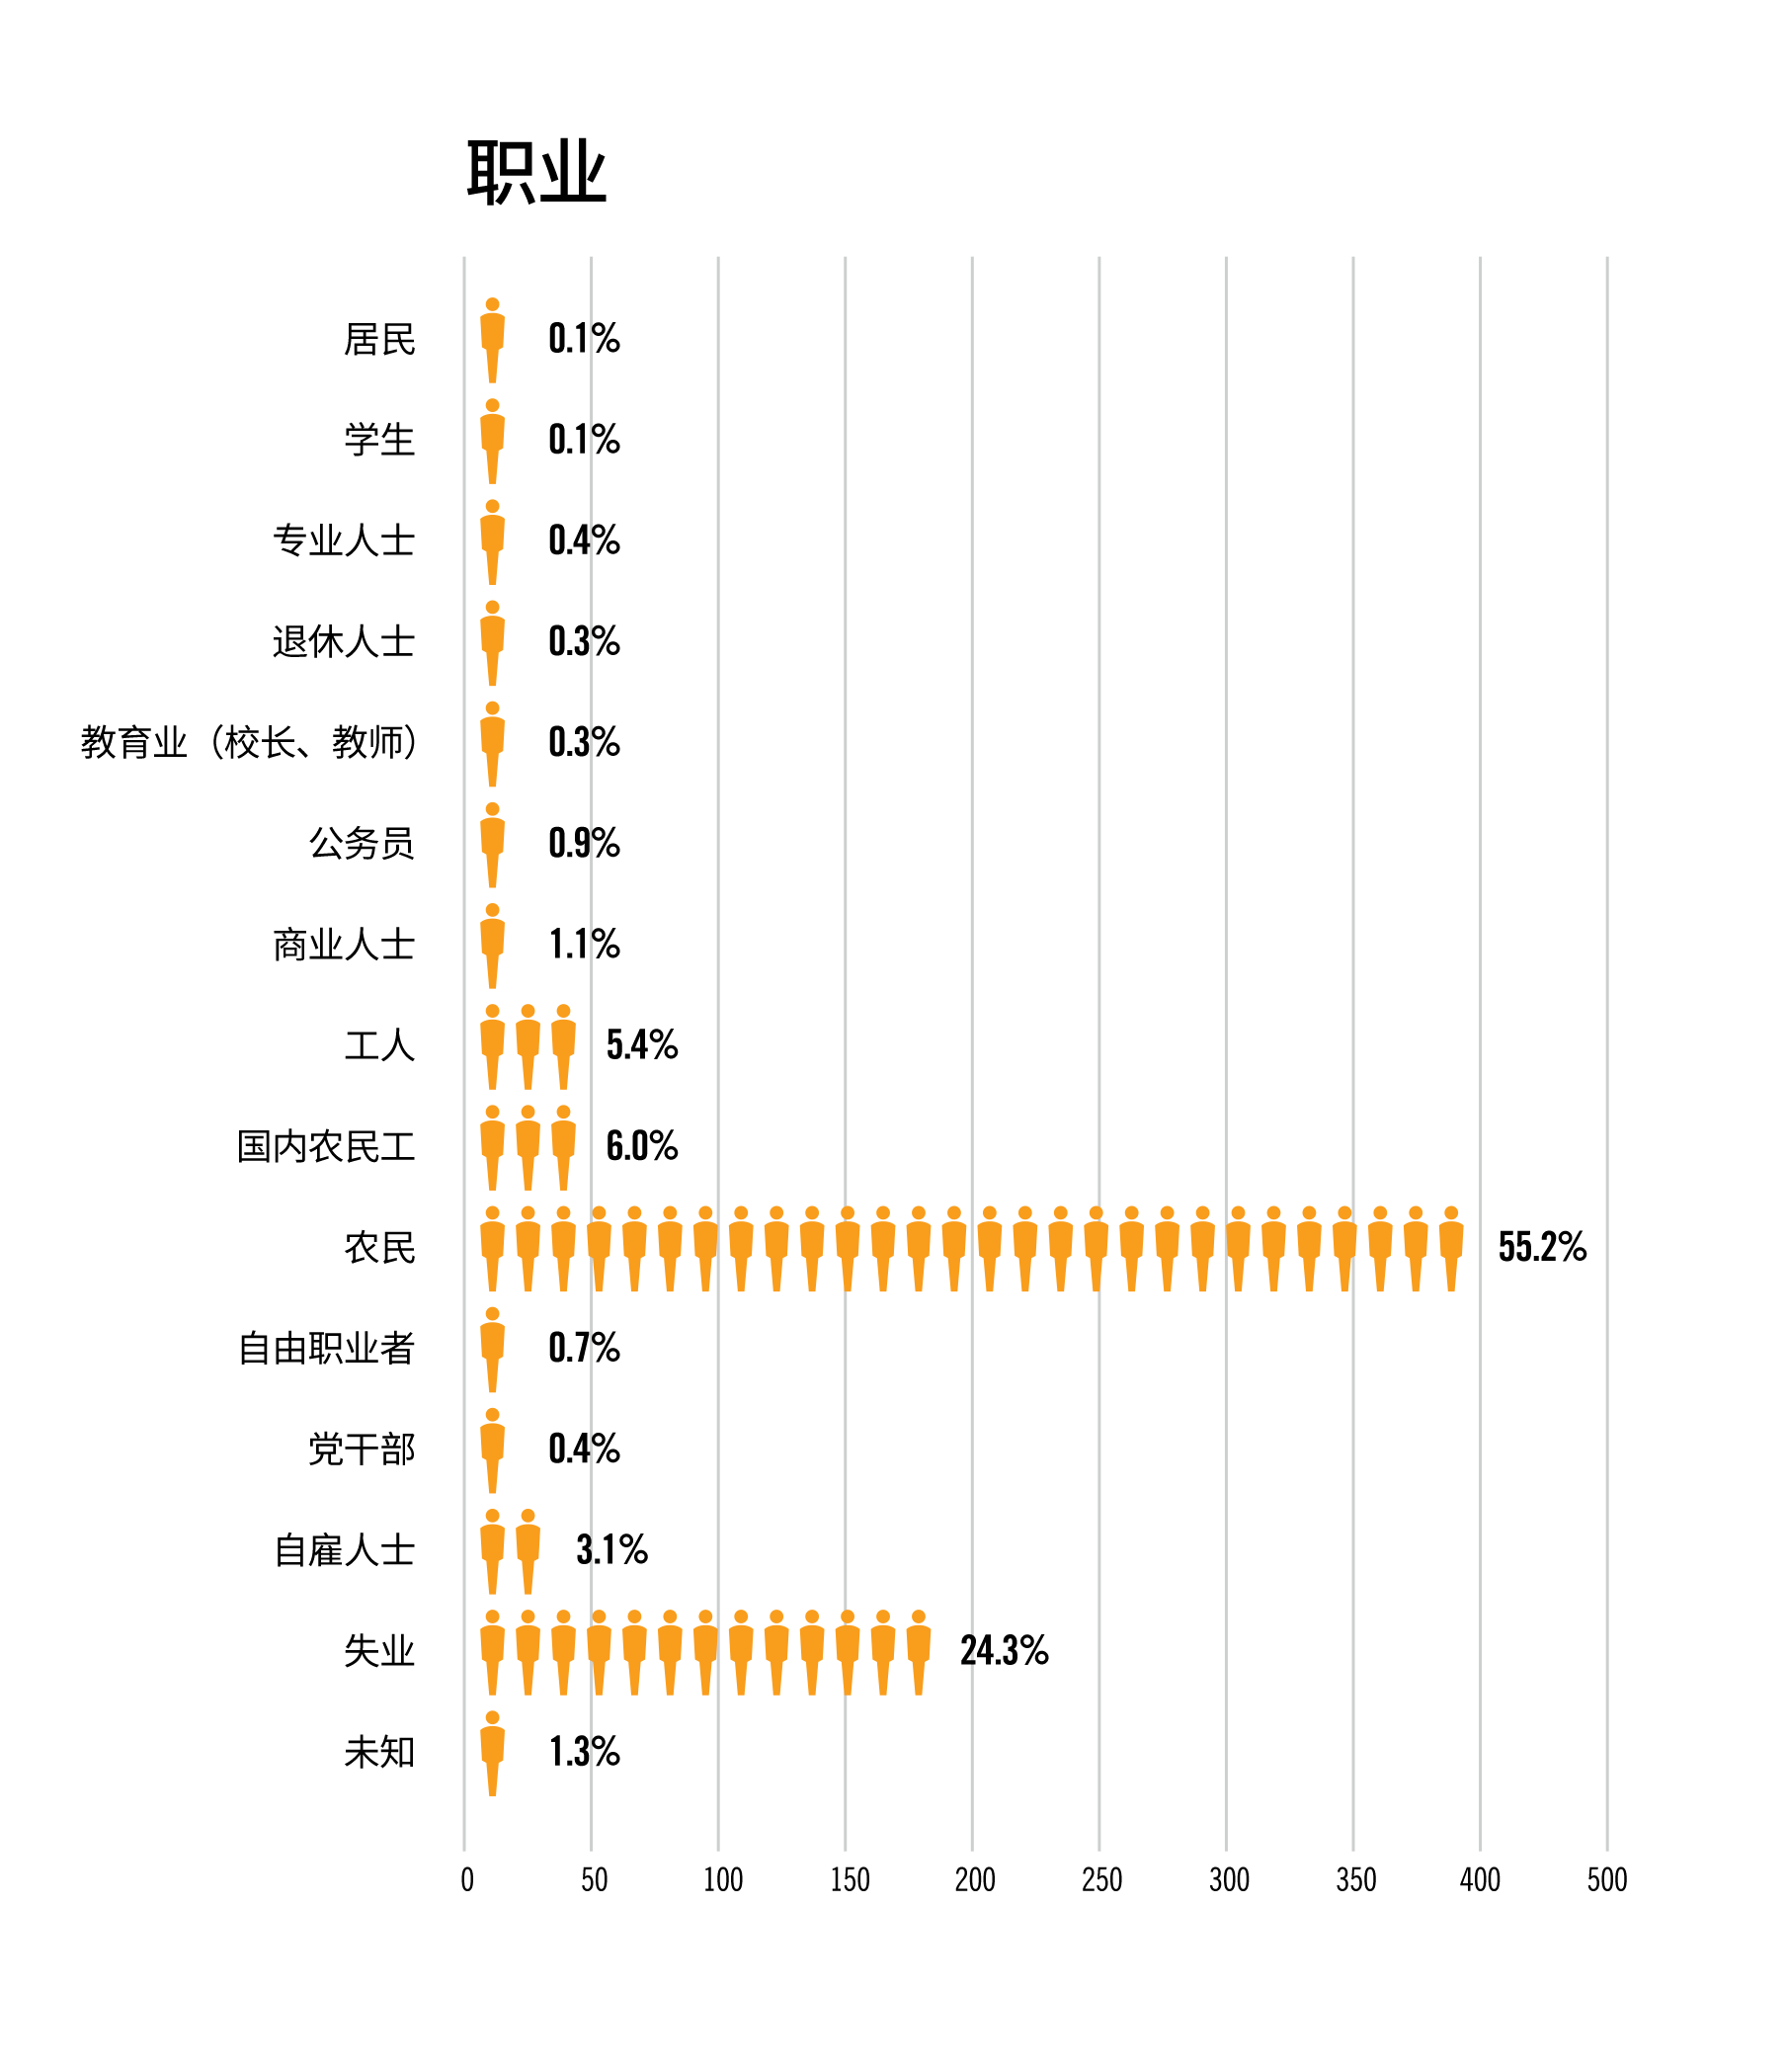 职业
居民 0.1%
学生 0.1%
专业人士 0.4%
退休人士 0.3%
教育业（校长、教师） 0.3%
公务员 0.9%
商业人士 1.1%
工人 5.4%
国内农民工 6.0%
农民 55.2%
自由职业者 0.7%
党干部 0.4%
自雇人士 3.1%
失业 24.3%
未知 1.3%
0 50 100 150 200 250 300 350 400 500